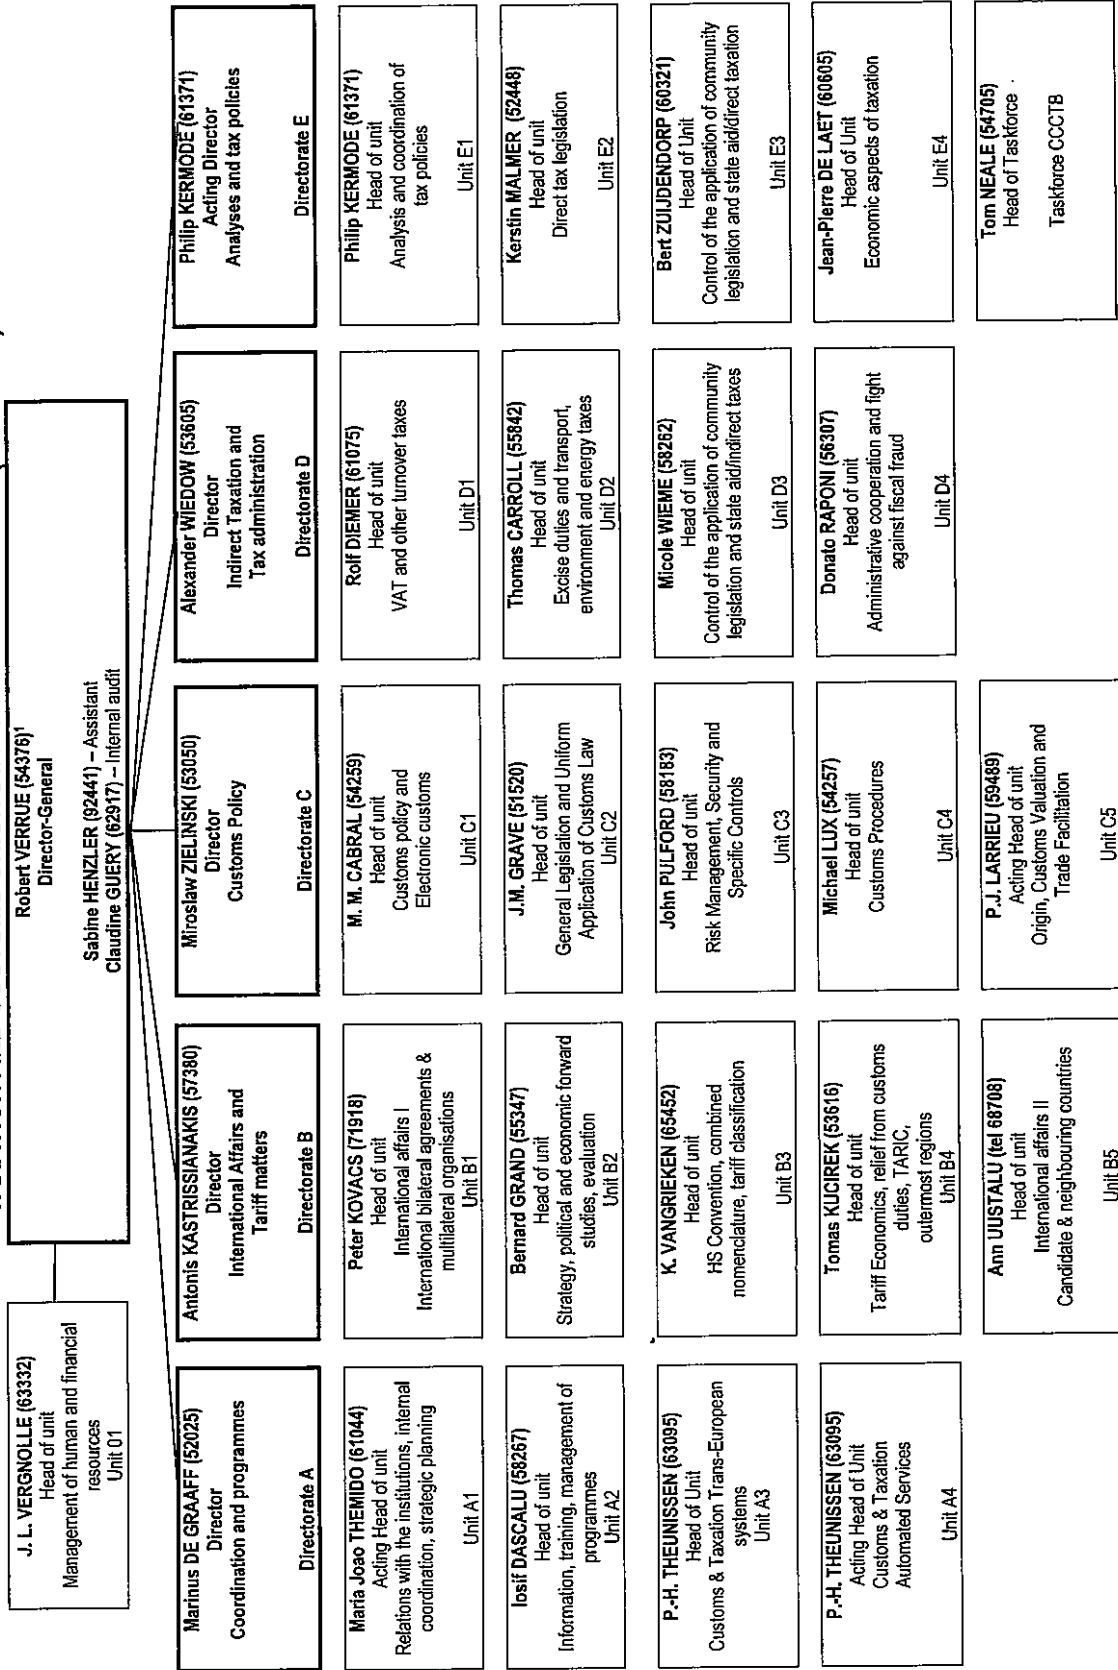 J. L. VERGNOLLE (63332)
Head of unit
Management of human and financial
resources
Unit 01
Robert VERRUE (54376)¹
Director-General
Sabine HENZLER (92441) – Assistant
Claudine GUERY (62917) – Internal audit
Marinus DE GRAAFF (52025)
Director
Coordination and programmes
Directorate A
Antonis KASTRISSIANAKIS (57380)
Director
International Affairs and
Tariff matters
Directorate B
Miroslaw ZIELINSKI (53050)
Director
Customs Policy
Directorate C
Alexander WIEDOW (53605)
Director
Indirect Taxation and
Tax administration
Directorate D
Philip KERMODE (61371)
Acting Director
Analyses and tax policies
Directorate E
Maria Joao THEMIDO (61044)
Acting Head of unit
Relations with the institutions, internal
coordination, strategic planning
Unit A1
Peter KOVACS (71918)
Head of unit
International affairs I
International bilateral agreements &
multilateral organisations
Unit B1
M. M. CABRAL (54259)
Head of unit
Customs policy and
Electronic customs
Unit C1
Rolf DIEMER (61075)
Head of unit
VAT and other turnover taxes
Unit D1
Philip KERMODE (61371)
Head of unit
Analysis and coordination of
tax policies
Unit E1
Iosif DASCALU (58267)
Head of unit
Information, training, management of
programmes
Unit A2
Bernard GRAND (55347)
Head of unit
Strategy, political and economic forward
studies, evaluation
Unit B2
J.M. GRAVE (51520)
Head of unit
General Legislation and Uniform
Application of Customs Law
Unit C2
Thomas CARROLL (55842)
Head of unit
Excise duties and transport,
environment and energy taxes
Unit D2
Kerstin MALMER (52448)
Head of unit
Direct tax legislation
Unit E2
P.-H. THEUNISSEN (63095)
Head of Unit
Customs & Taxation Trans-European
systems
Unit A3
K. VANGRIEKEN (65452)
Head of unit
HS Convention, combined
nomenclature, tariff classification
Unit B3
John PULFORD (58183)
Head of unit
Risk Management, Security and
Specific Controls
Unit C3
Micole WIEME (58262)
Head of unit
Control of the application of community
legislation and state aid/indirect taxes
Unit D3
Bert ZUIJDENDORP (60321)
Head of Unit
Control of the application of community
legislation and state aid/direct taxation
Unit E3
P.-H. THEUNISSEN (63095)
Acting Head of Unit
Customs & Taxation
Automated Services
Unit A4
Tomas KUCIREK (53616)
Head of unit
Tariff Economics, relief from customs
duties, TARIC,
outermost regions
Unit B4
Michael LUX (54257)
Head of unit
Customs Procedures
Unit C4
Donato RAPONI (56307)
Head of unit
Administrative cooperation and fight
against fiscal fraud
Unit D4
Jean-Pierre DE LAET (60605)
Head of Unit
Economic aspects of taxation
Unit E4
Ann UUSTALU (tel 68708)
Head of unit
International affairs II
Candidate & neighbouring countries
Unit B5
P.J. LARRIEU (59489)
Acting Head of unit
Origin, Customs Valuation and
Trade Facilitation
Unit C5
Tom NEALE (54705)
Head of Taskforce
Taskforce CCCTB